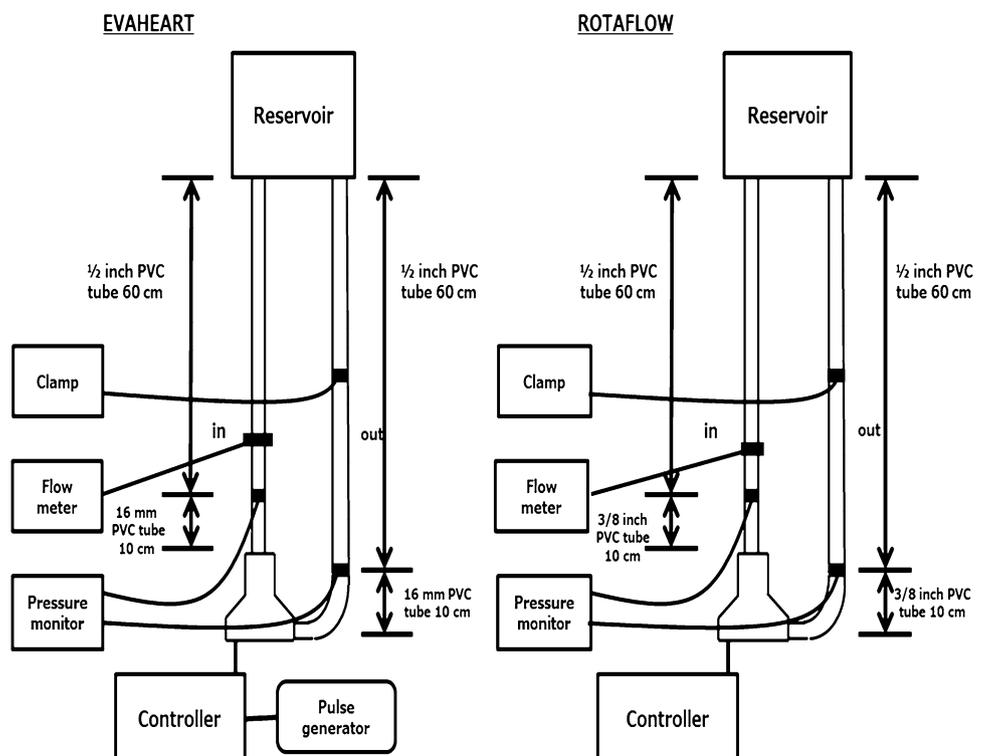 EVAHEART
Reservoir
½ inch PVC
tube 60 cm
½ inch PVC
tube 60 cm
Clamp
in
out
Flow
meter
16 mm
PVC tube
10 cm
Pressure
monitor
16 mm PVC
tube 10 cm
Controller
Pulse
generator
ROTAFLOW
Reservoir
½ inch PVC
tube 60 cm
½ inch PVC
tube 60 cm
Clamp
in
out
Flow
meter
3/8 inch
PVC tube
10 cm
Pressure
monitor
3/8 inch PVC
tube 10 cm
Controller